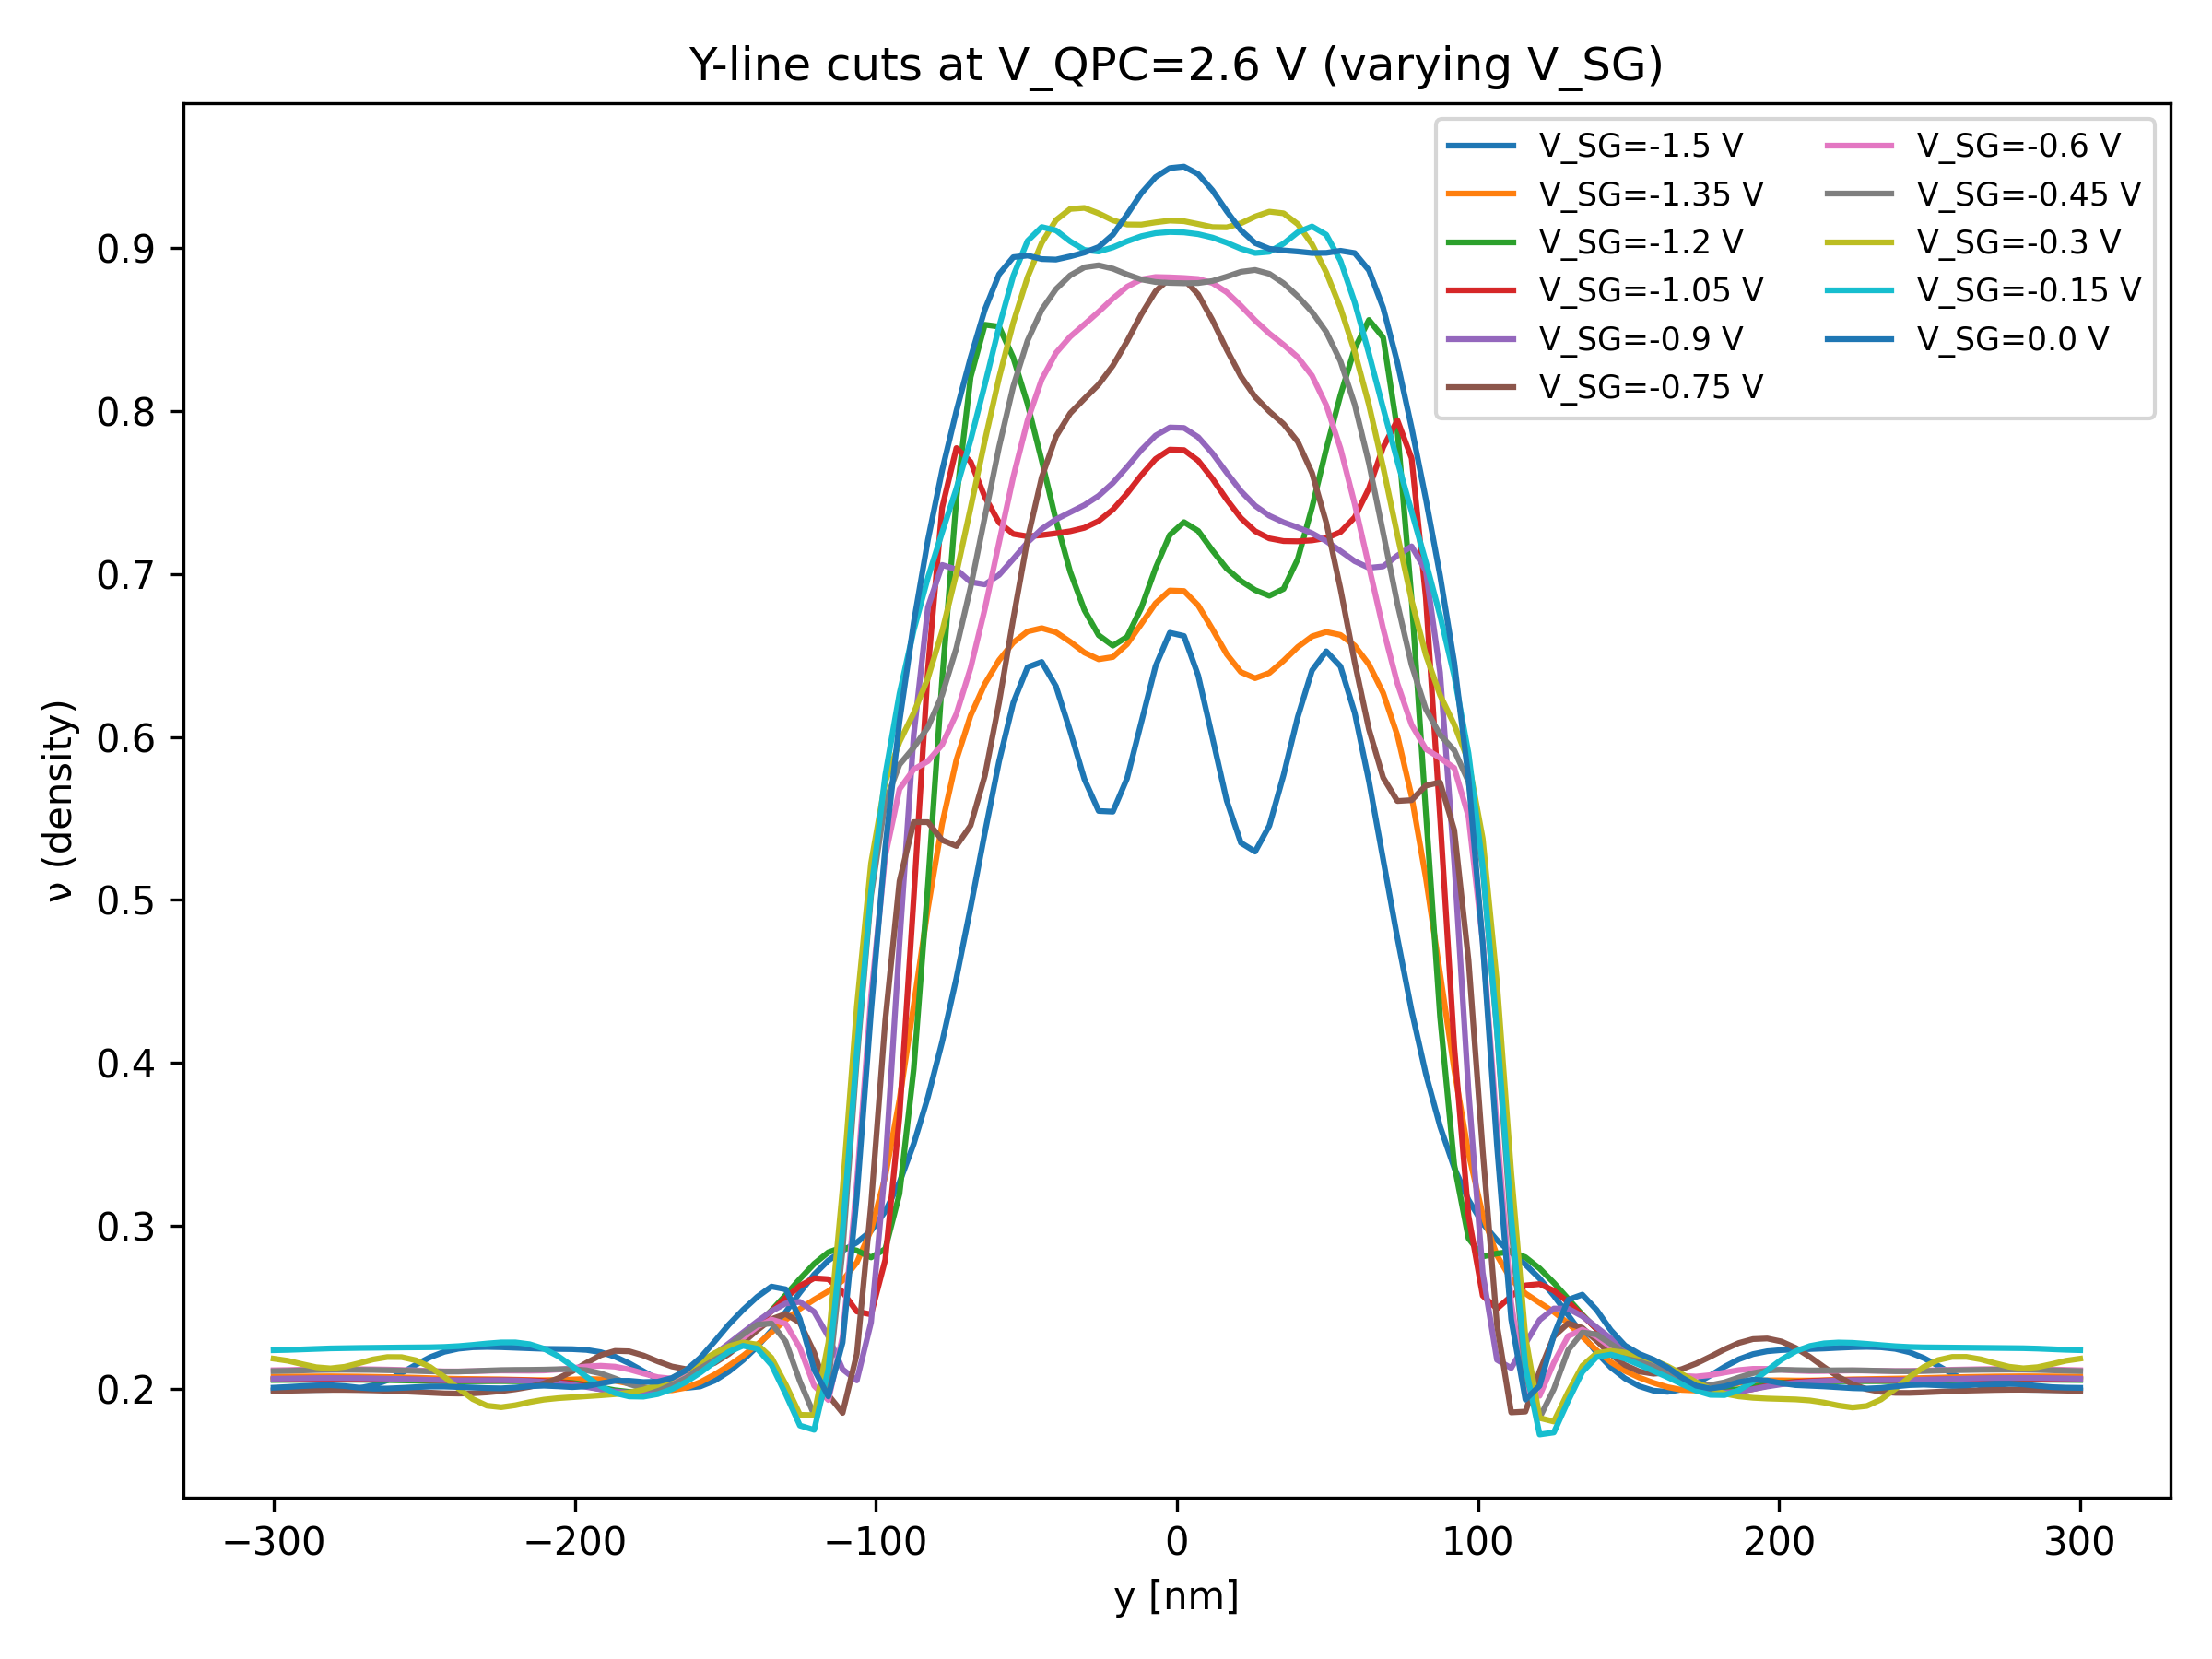 Y-line cuts at V_QPC=2.6 V (varying V_SG)
V_SG=-1.5 V
V_SG=-1.35 V
V_SG=-1.2 V
V_SG=-1.05 V
V_SG=-0.9 V
V_SG=-0.75 V
V_SG=-0.6 V
V_SG=-0.45 V
V_SG=-0.3 V
V_SG=-0.15 V
V_SG=0.0 V
ν (density)
0.9
0.8
0.7
0.6
0.5
0.4
0.3
0.2
−300 −200 −100 0 100 200 300
y [nm]